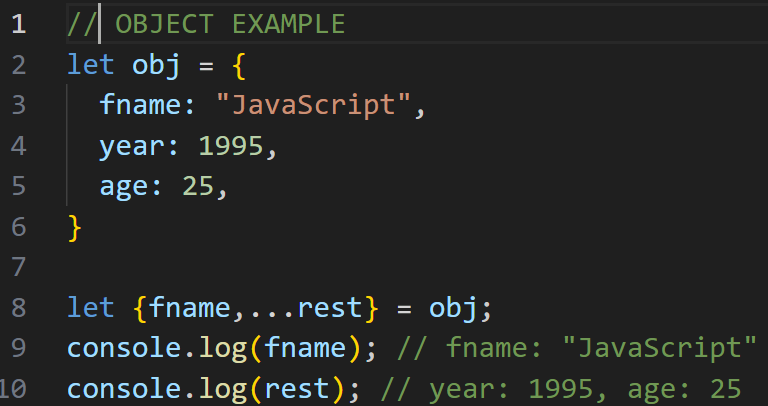 1 // OBJECT EXAMPLE
2 let obj = {
3   fname: "JavaScript",
4   year: 1995,
5   age: 25,
6 }
7
8 let {fname,...rest} = obj;
9 console.log(fname); // fname: "JavaScript"
10 console.log(rest); // year: 1995, age: 25